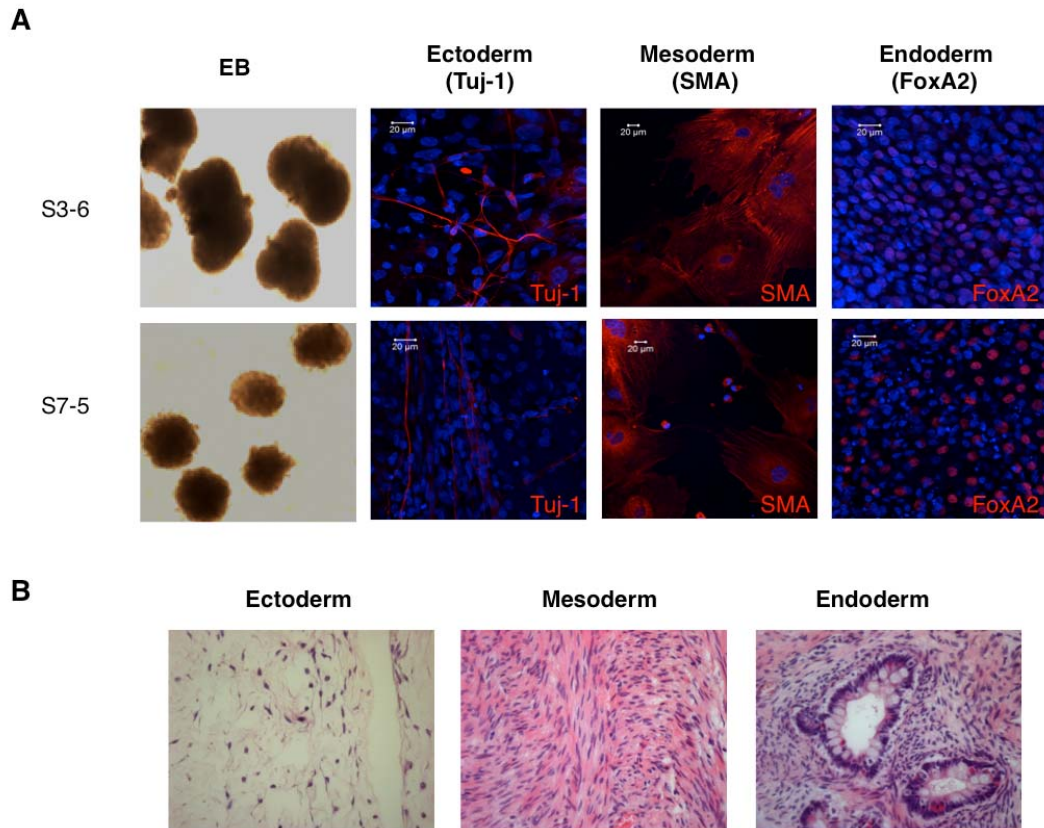 A
EB
Ectoderm
(Tuj-1)
Mesoderm
(SMA)
Endoderm
(FoxA2)
S3-6
20 µm
Tuj-1
20 µm
SMA
20 µm
FoxA2
S7-5
20 µm
Tuj-1
20 µm
SMA
20 µm
FoxA2
B
Ectoderm
Mesoderm
Endoderm